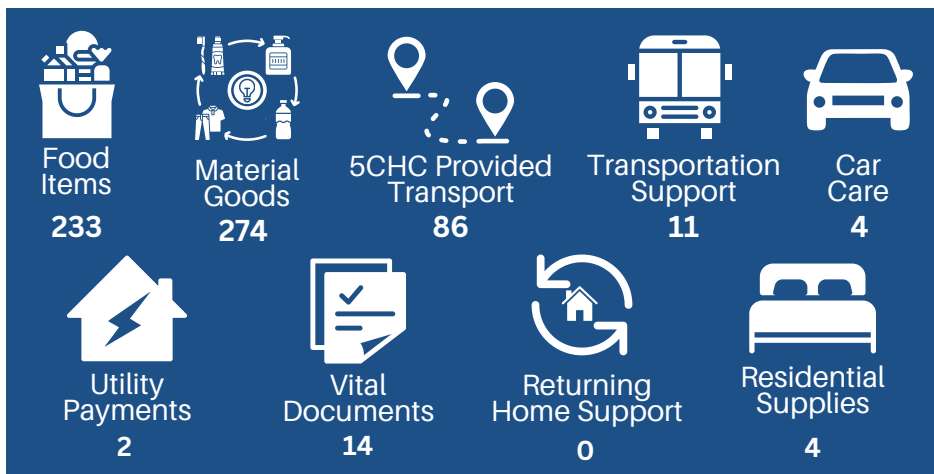 Food
Items
233
Material
Goods
274
5CHC Provided
Transport
86
Transportation
Support
11
Car
Care
4
Utility
Payments
2
Vital
Documents
14
Returning
Home Support
0
Residential
Supplies
4